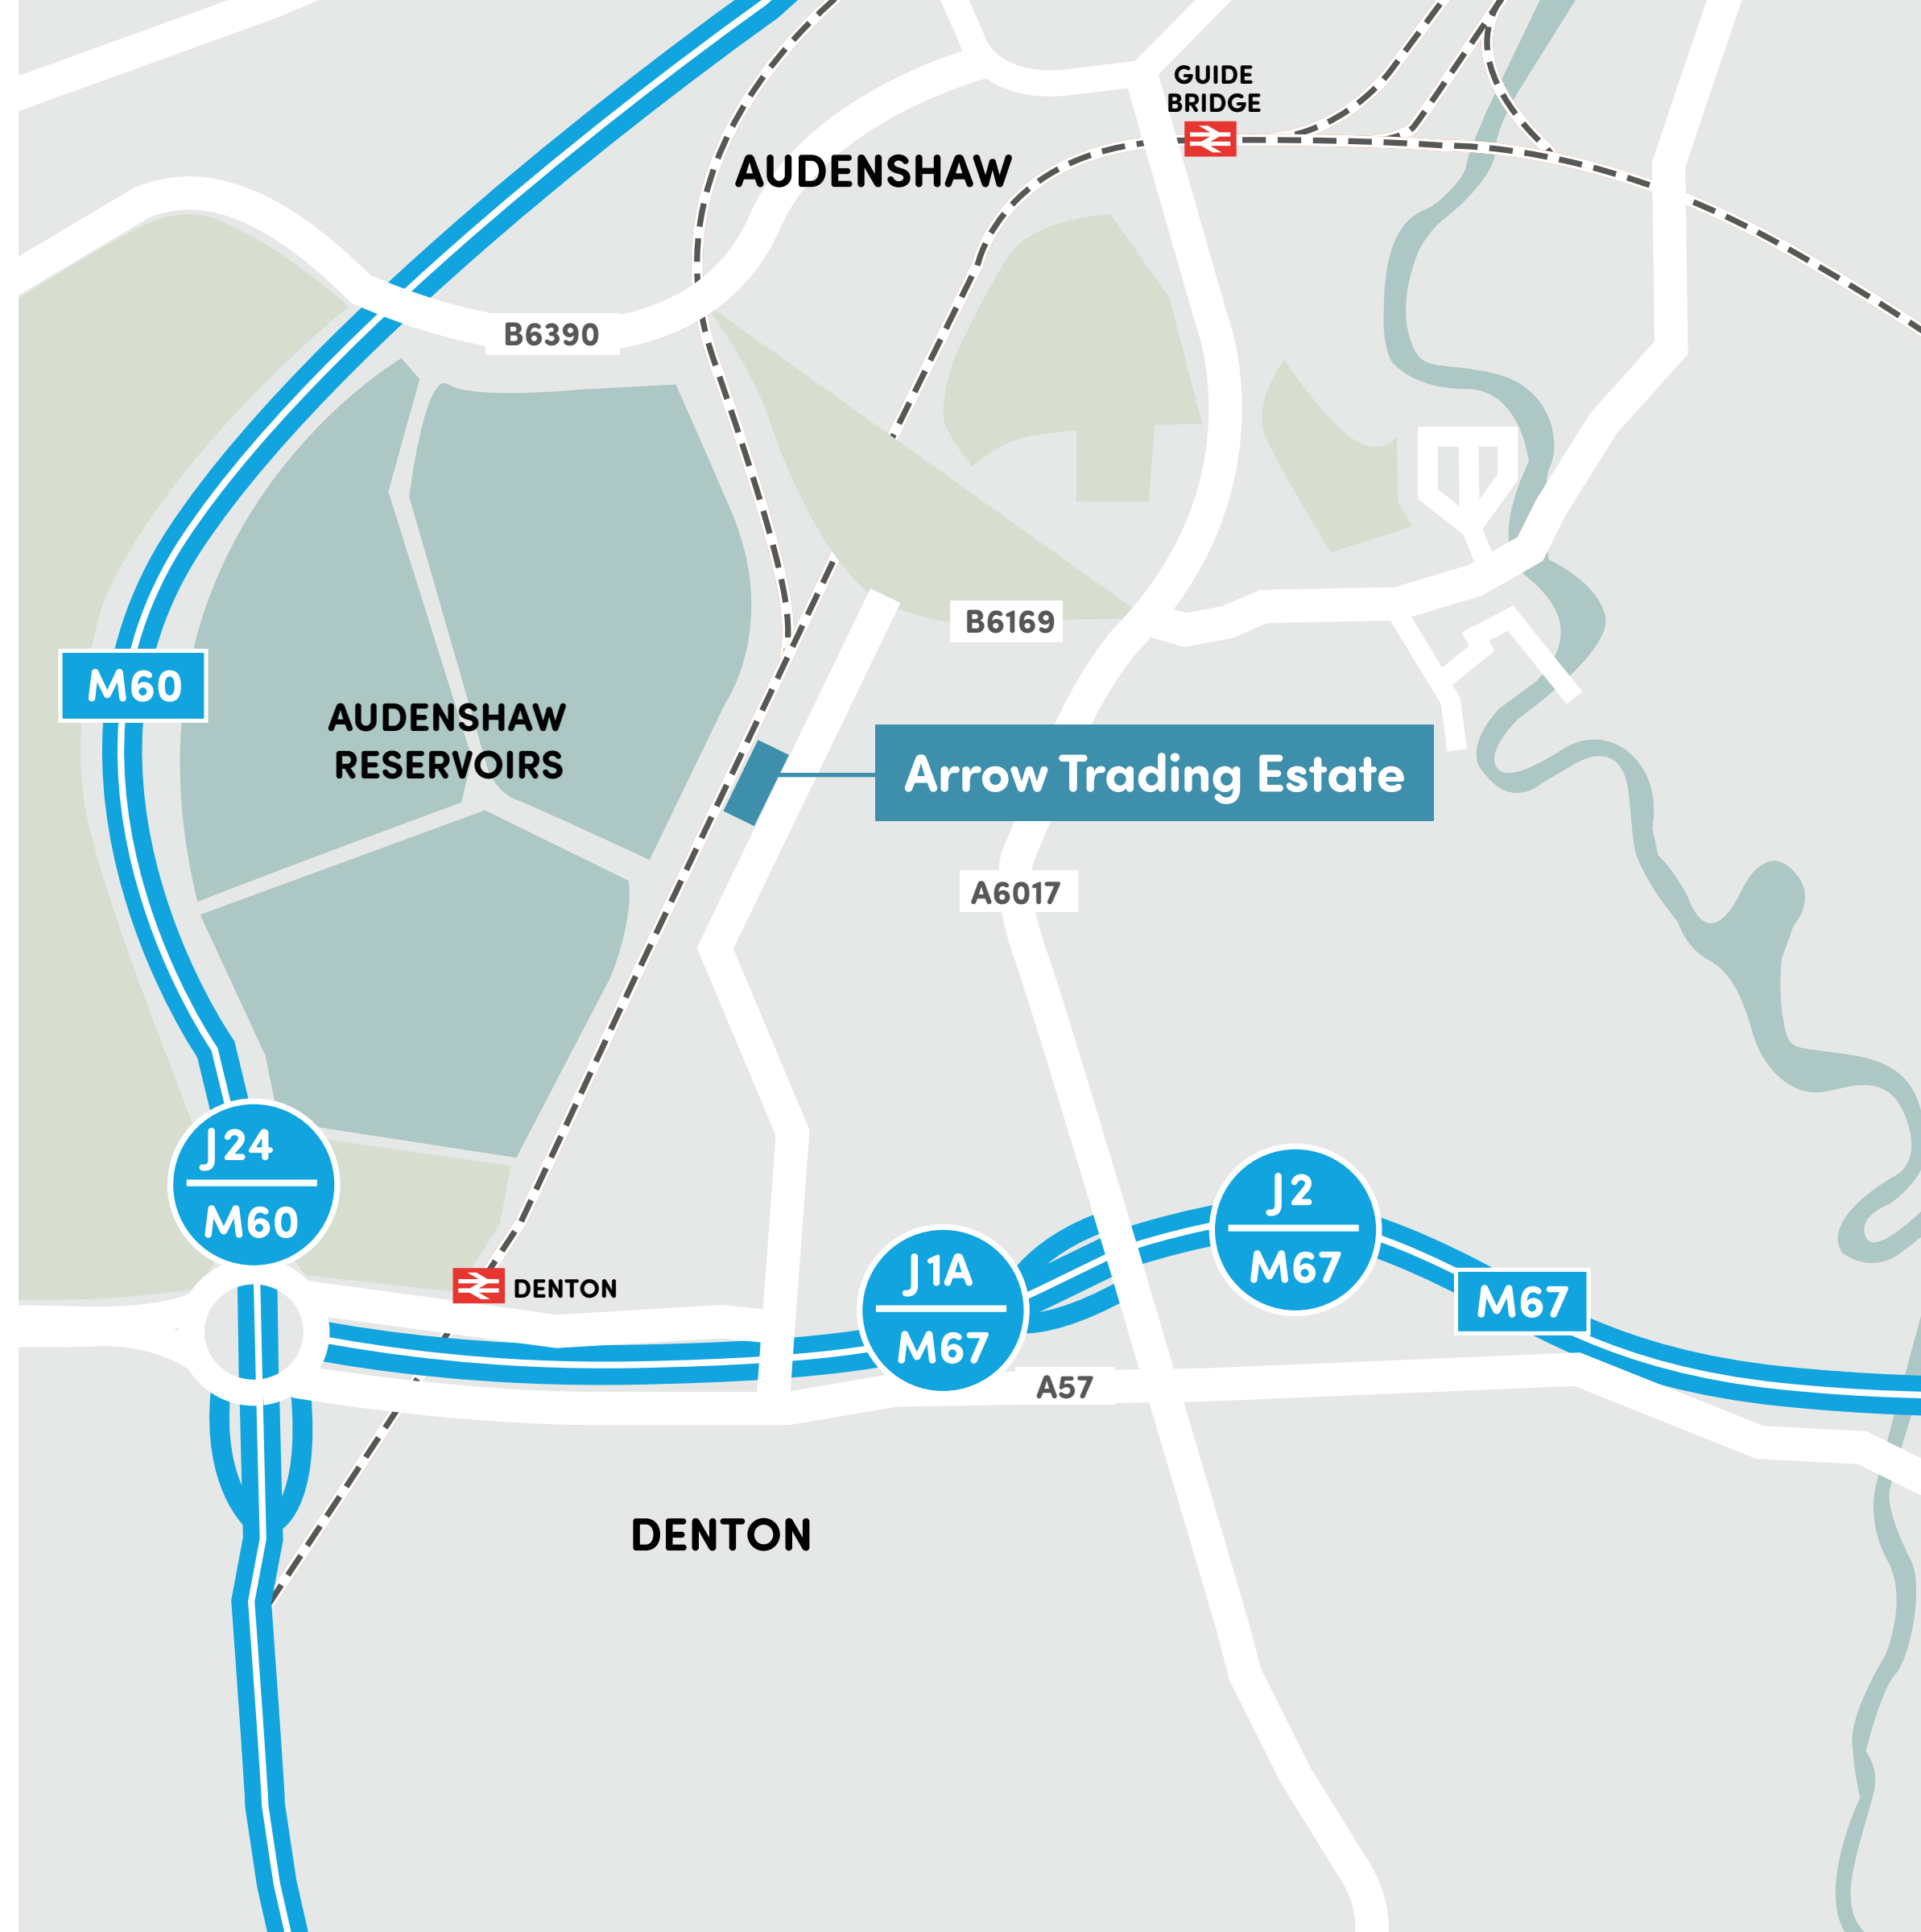 GUIDE
BRIDGE
AUDENSHAW
B6390
B6169
M60
AUDENSHAW
RESERVOIRS
Arrow Trading Estate
A6017
J24
M60
J2
M67
J1A
M67
DENTON
M67
A57
DENTON